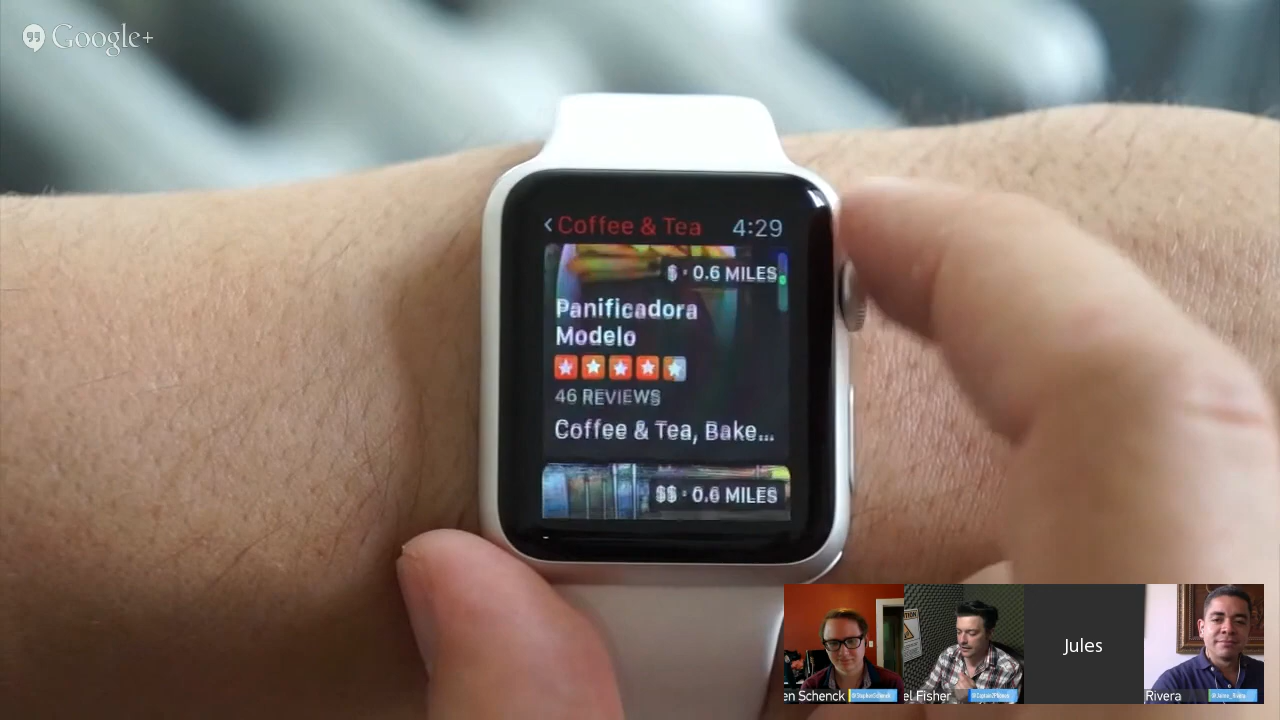 Google+
< Coffee & Tea 4:29
$ · 0.6 MILES
Panificadora
Modelo
46 REVIEWS
Coffee & Tea, Bake...
$$ · 0.6 MILES
Jules
en Schenck
el Fisher
Rivera